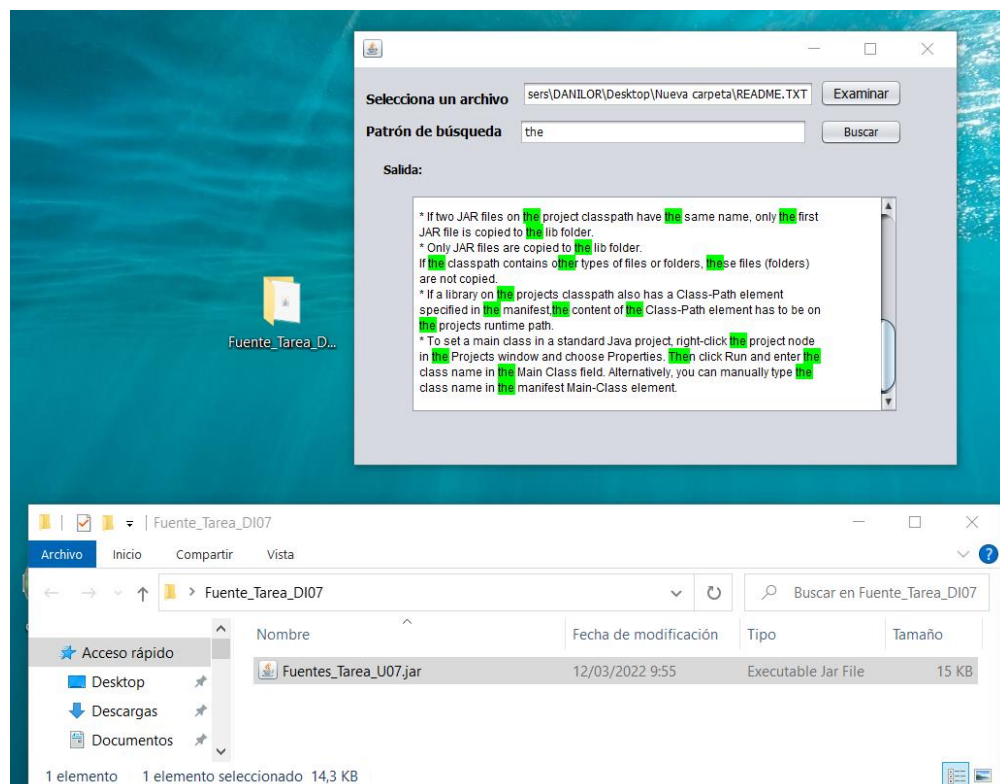 Selecciona un archivo
sers\DANILOR\Desktop\Nueva carpeta\README.TXT
Examinar
Patrón de búsqueda
the
Buscar
Salida:
* If two JAR files on the project classpath have the same name, only the first
JAR file is copied to the lib folder.
* Only JAR files are copied to the lib folder.
If the classpath contains other types of files or folders, these files (folders)
are not copied.
* If a library on the projects classpath also has a Class-Path element
specified in the manifest,the content of the Class-Path element has to be on
the projects runtime path.
* To set a main class in a standard Java project, right-click the project node
in the Projects window and choose Properties. Then click Run and enter the
class name in the Main Class field. Alternatively, you can manually type the
class name in the manifest Main-Class element.
Fuente_Tarea_D...
Fuente_Tarea_DI07
Archivo Inicio Compartir Vista
Fuente_Tarea_DI07
Buscar en Fuente_Tarea_DI07
Acceso rápido
Desktop
Descargas
Documentos
Nombre Fecha de modificación Tipo Tamaño
Fuentes_Tarea_U07.jar 12/03/2022 9:55 Executable Jar File 15 KB
1 elemento 1 elemento seleccionado 14,3 KB